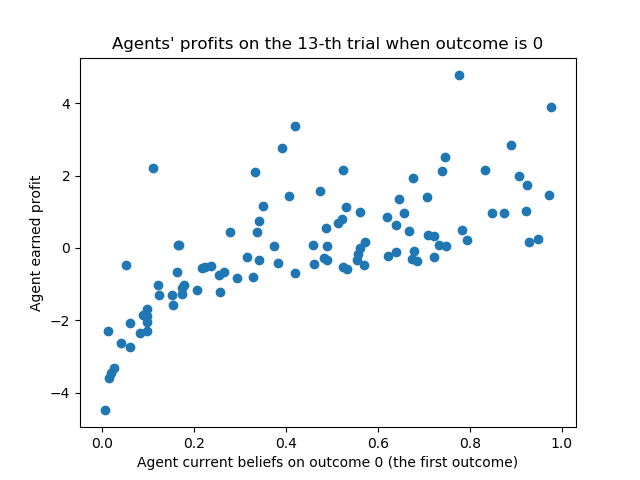 Agents' profits on the 13-th trial when outcome is 0
Agent earned profit
4
2
0
−2
−4
0.0 0.2 0.4 0.6 0.8 1.0
Agent current beliefs on outcome 0 (the first outcome)